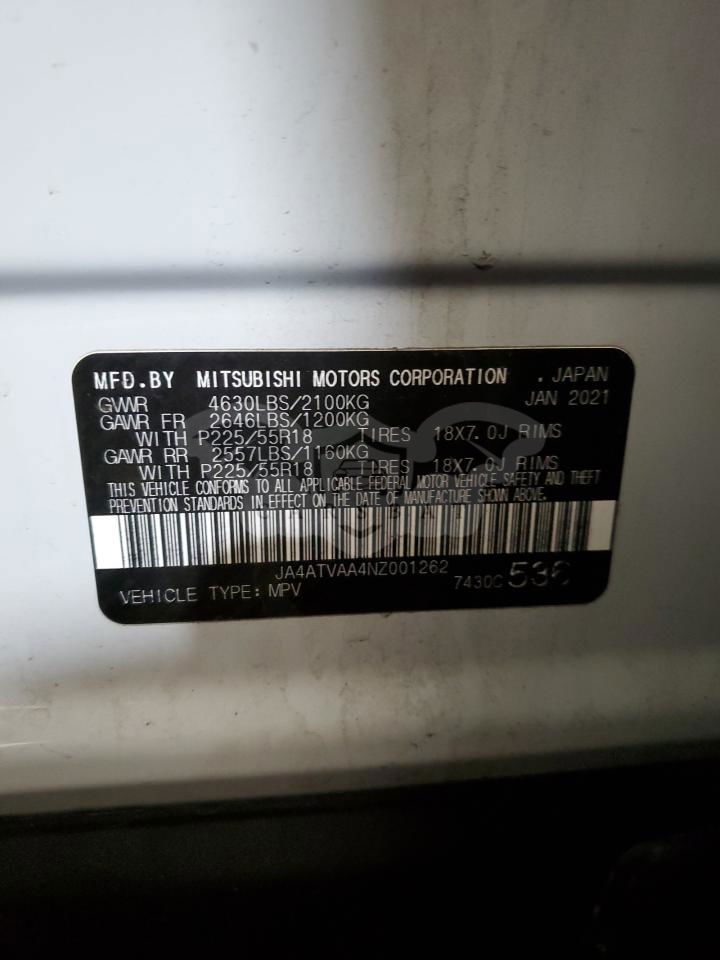 MFD.BY MITSUBISHI MOTORS CORPORATION . JAPAN
GVWR 4630LBS/2100KG JAN 2021
GAWR FR 2646LBS/1200KG
WITH P225/55R18 TIRES 18X7.0J RIMS
GAWR RR 2557LBS/1160KG
WITH P225/55R18 TIRES 18X7.0J RIMS
THIS VEHICLE CONFORMS TO ALL APPLICABLE FEDERAL MOTOR VEHICLE SAFETY AND THEFT
PREVENTION STANDARDS IN EFFECT ON THE DATE OF MANUFACTURE SHOWN ABOVE.
JA4ATVAA4NZ001262 7430C 536
VEHICLE TYPE: MPV